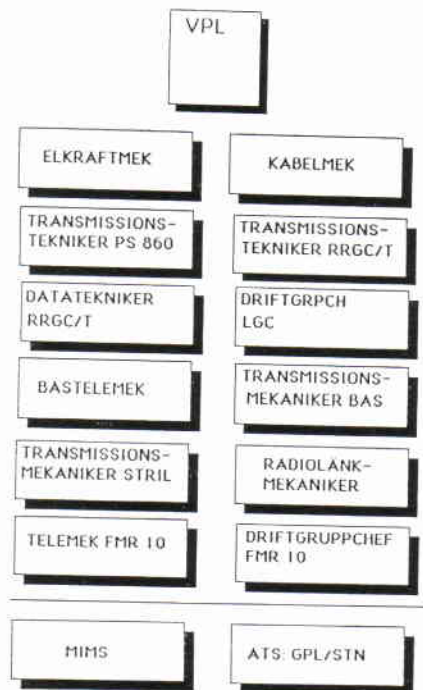 VPL
ELKRAFTMEK
KABELMEK
TRANSMISSIONS-
TEKNIKER PS 860
TRANSMISSIONS-
TEKNIKER RRGC/T
DATATEKNIKER
RRGC/T
DRIFTGRPCH
LGC
BASTELEMEK
TRANSMISSIONS-
MEKANIKER BAS
TRANSMISSIONS-
MEKANIKER STRIL
RADIOLÄNK-
MEKANIKER
TELEMEK FMR 10
DRIFTGRUPPCHEF
FMR 10
MIMS
ATS: GPL/STN